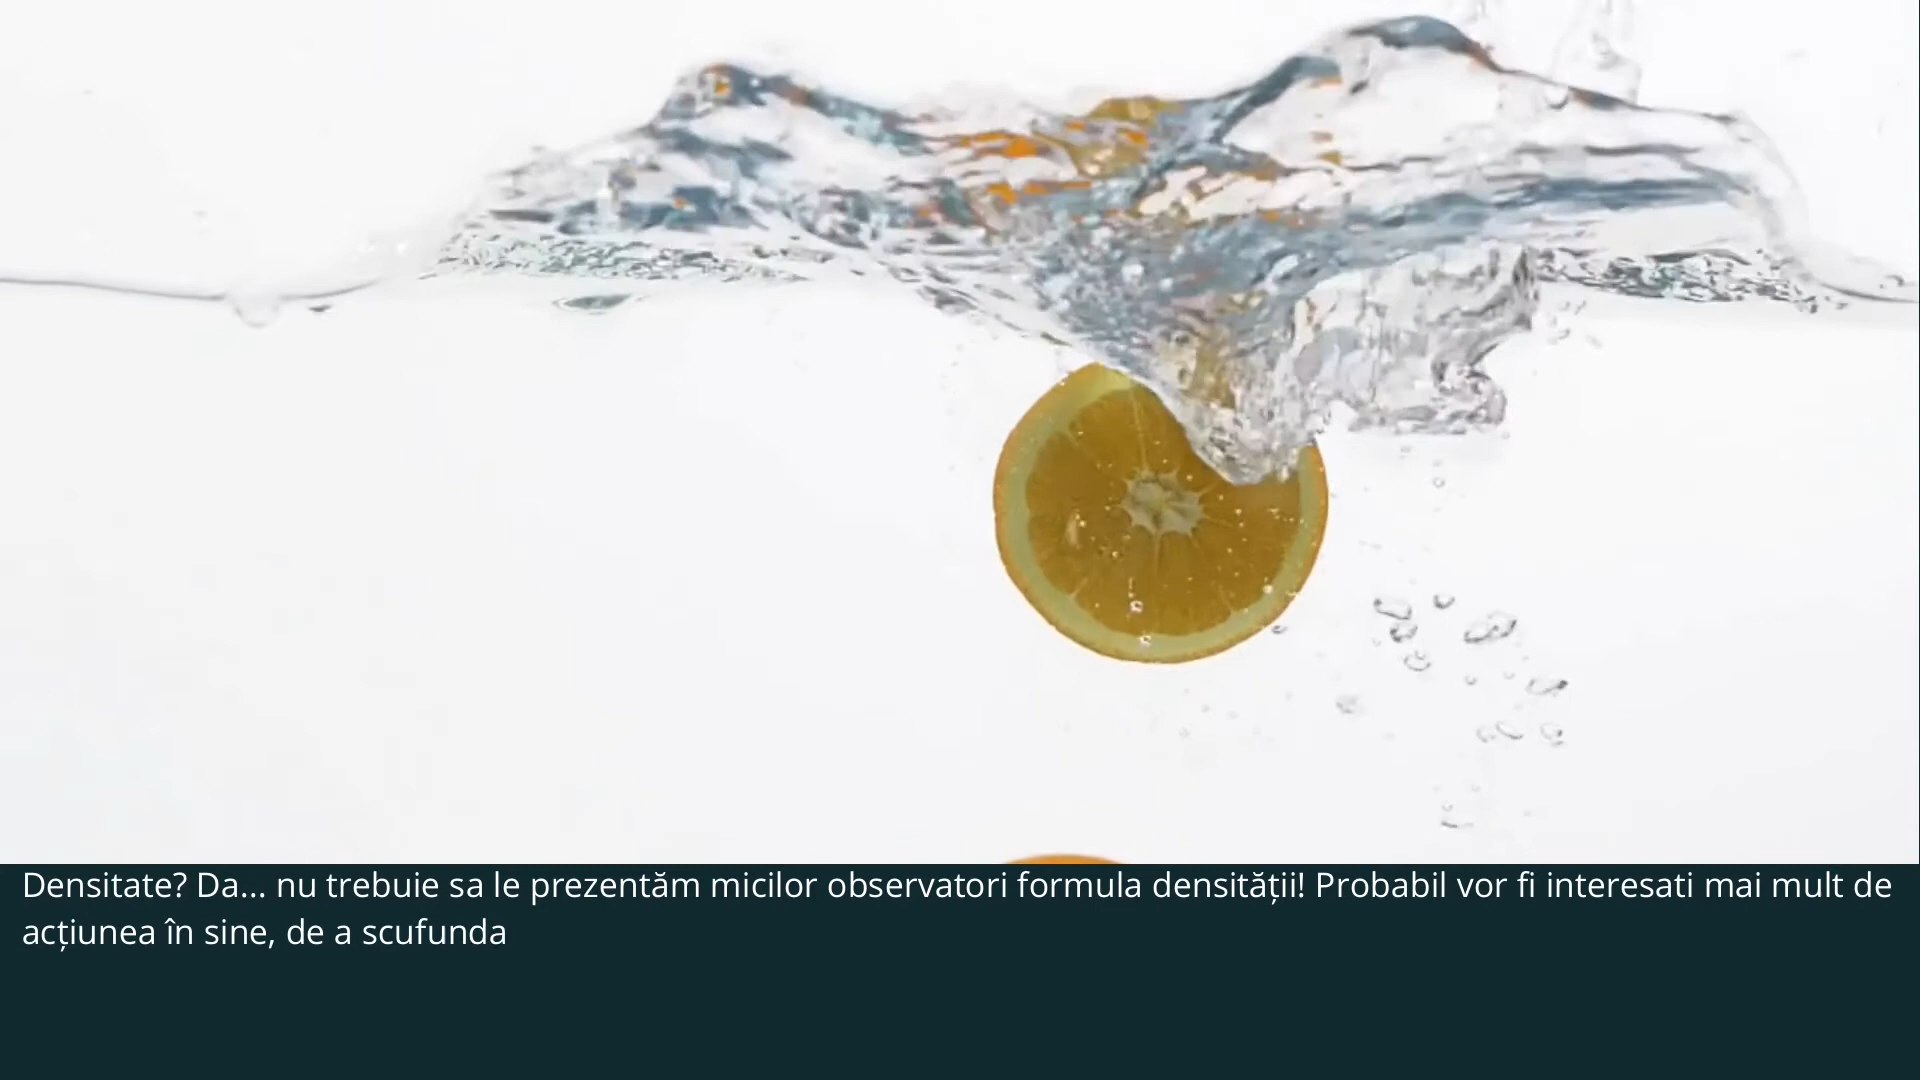 Densitate? Da... nu trebuie sa le prezentăm micilor observatori formula densității! Probabil vor fi interesati mai mult de
acțiunea în sine, de a scufunda